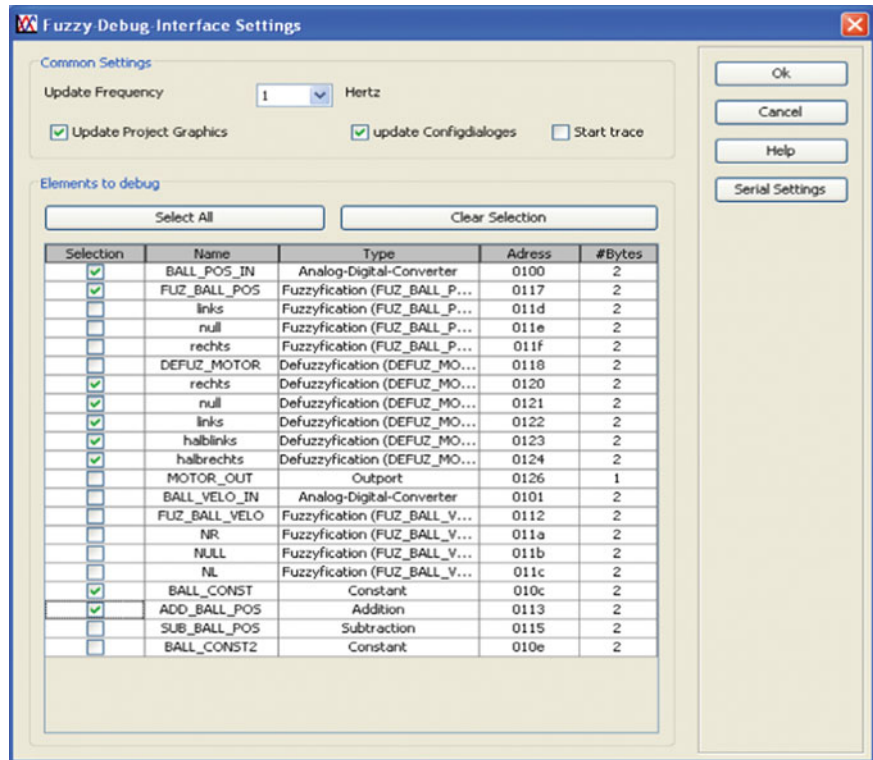 Fuzzy-Debug-Interface Settings
Common Settings
Update Frequency 1 Hertz
Update Project Graphics update Configdialoges Start trace
Ok
Cancel
Help
Serial Settings
Elements to debug
Select All Clear Selection
Selection Name Type Adress #Bytes
BALL_POS_IN Analog-Digital-Converter 0100 2
FUZ_BALL_POS Fuzzyfication (FUZ_BALL_P... 0117 2
links Fuzzyfication (FUZ_BALL_P... 011d 2
null Fuzzyfication (FUZ_BALL_P... 011e 2
rechts Fuzzyfication (FUZ_BALL_P... 011f 2
DEFUZ_MOTOR Defuzzyfication (DEFUZ_MO... 0118 2
rechts Defuzzyfication (DEFUZ_MO... 0120 2
null Defuzzyfication (DEFUZ_MO... 0121 2
links Defuzzyfication (DEFUZ_MO... 0122 2
halblinks Defuzzyfication (DEFUZ_MO... 0123 2
halbrechts Defuzzyfication (DEFUZ_MO... 0124 2
MOTOR_OUT Outport 0126 1
BALL_VELO_IN Analog-Digital-Converter 0101 2
FUZ_BALL_VELO Fuzzyfication (FUZ_BALL_V... 0112 2
NR Fuzzyfication (FUZ_BALL_V... 011a 2
NULL Fuzzyfication (FUZ_BALL_V... 011b 2
NL Fuzzyfication (FUZ_BALL_V... 011c 2
BALL_CONST Constant 010c 2
ADD_BALL_POS Addition 0113 2
SUB_BALL_POS Subtraction 0115 2
BALL_CONST2 Constant 010e 2